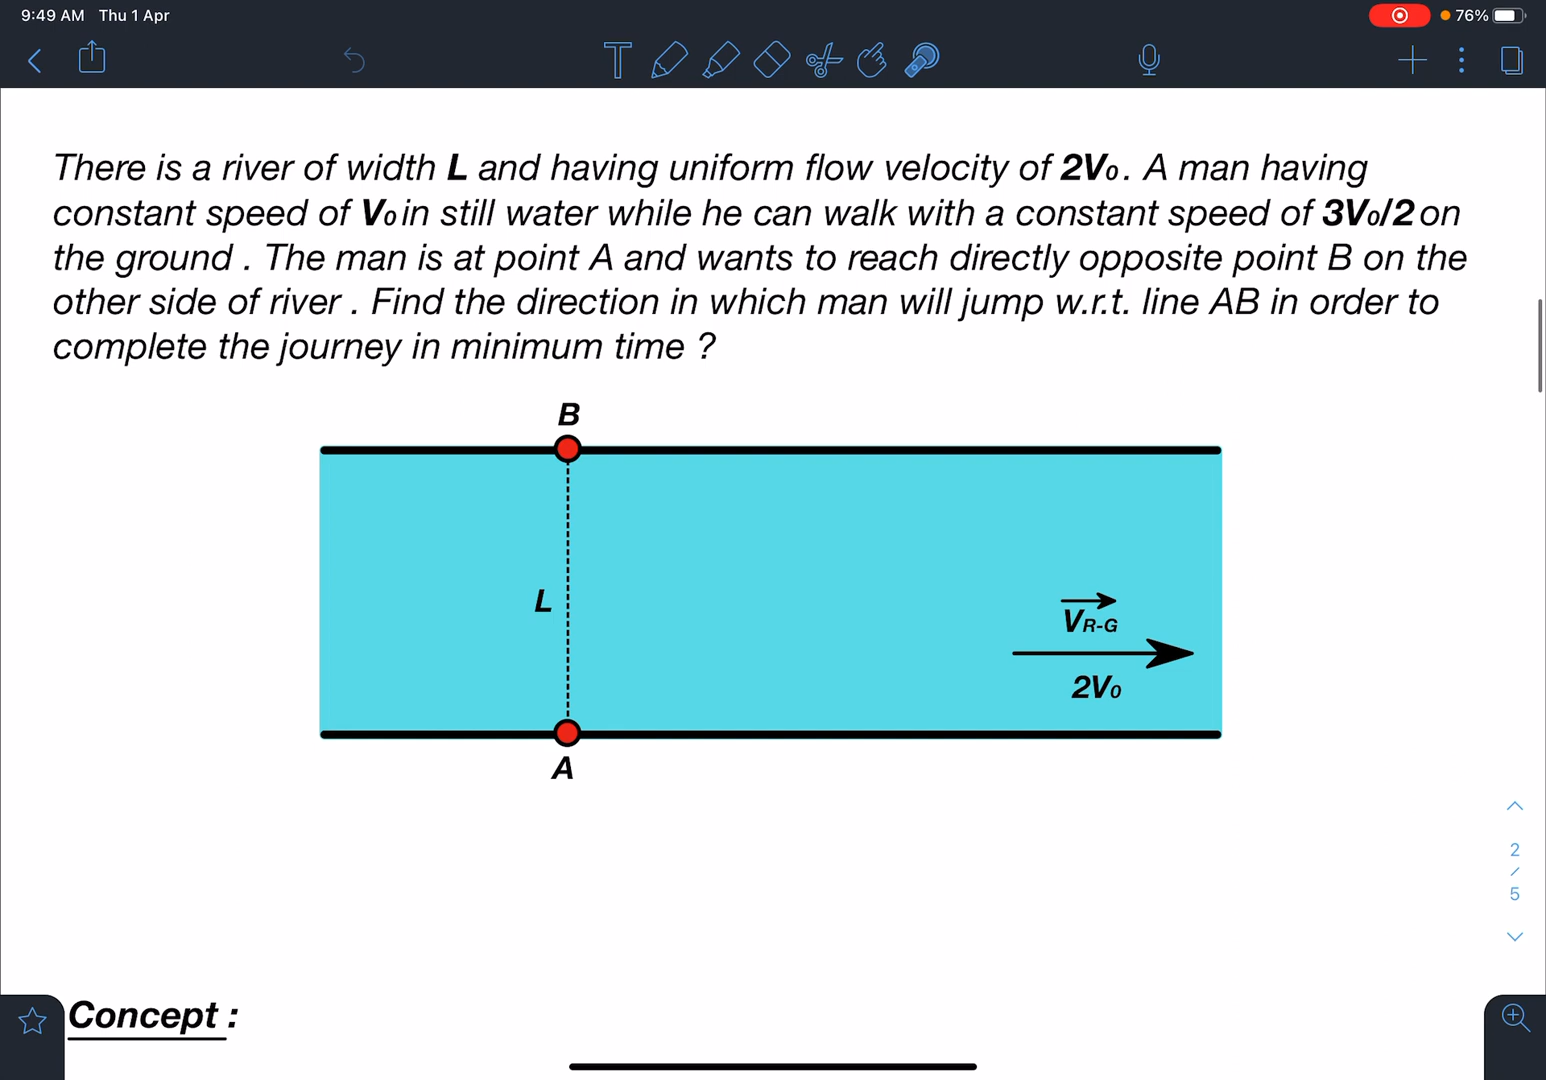 9:49 AM Thu 1 Apr
76%
There is a river of width L and having uniform flow velocity of 2V₀. A man having
constant speed of V₀ in still water while he can walk with a constant speed of 3V₀/2 on
the ground . The man is at point A and wants to reach directly opposite point B on the
other side of river . Find the direction in which man will jump w.r.t. line AB in order to
complete the journey in minimum time ?
B
L
VR-G
2V₀
A
2
/
5
Concept :